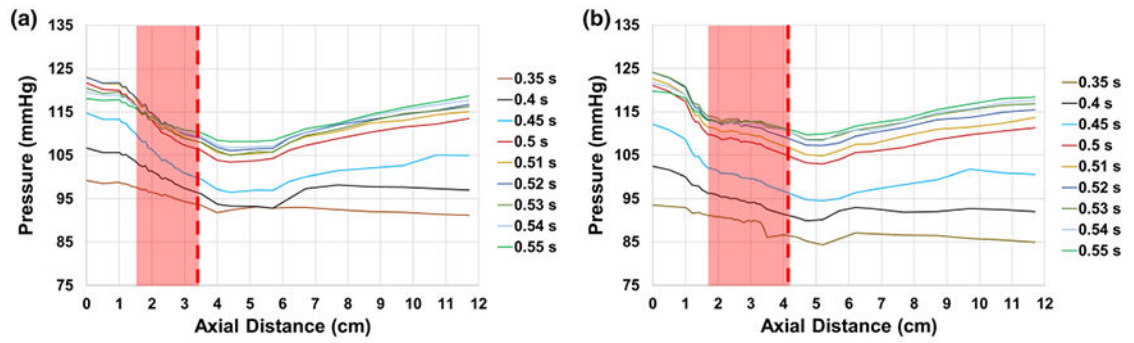 (a)
135
125
115
105
95
85
75
Pressure (mmHg)
0 1 2 3 4 5 6 7 8 9 10 11 12
Axial Distance (cm)
0.35 s
0.4 s
0.45 s
0.5 s
0.51 s
0.52 s
0.53 s
0.54 s
0.55 s
(b)
135
125
115
105
95
85
75
Pressure (mmHg)
0 1 2 3 4 5 6 7 8 9 10 11 12
Axial Distance (cm)
0.35 s
0.4 s
0.45 s
0.5 s
0.51 s
0.52 s
0.53 s
0.54 s
0.55 s